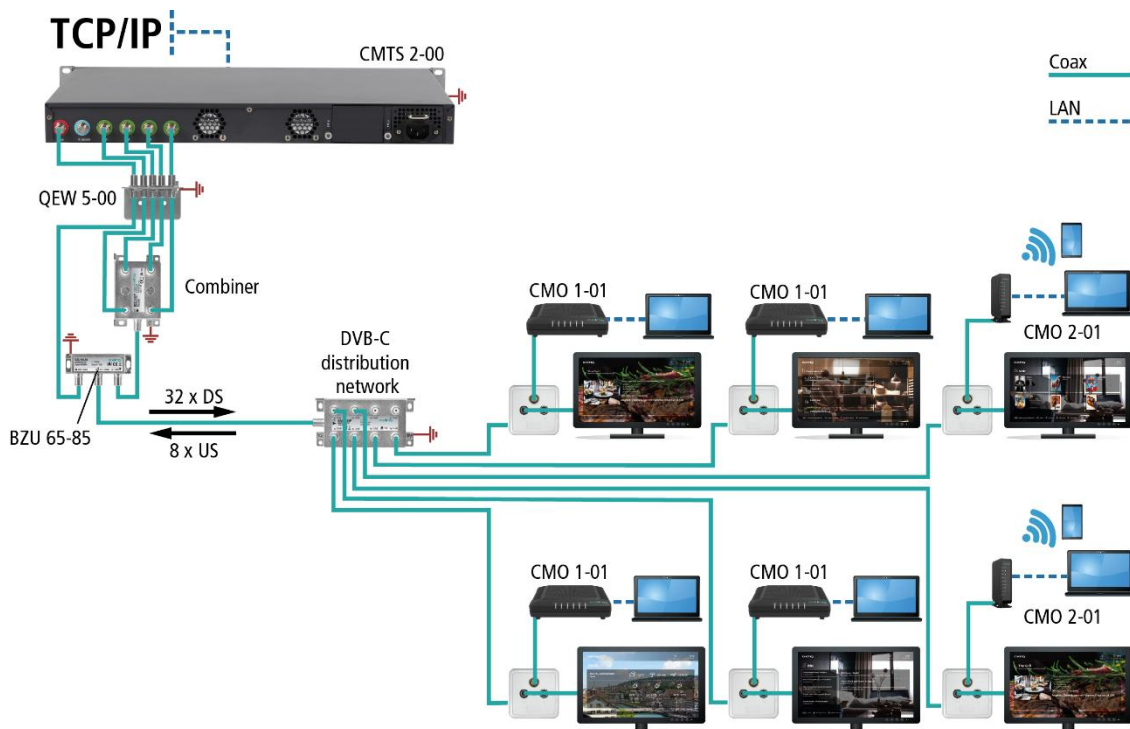 TCP/IP
CMTS 2-00
Coax
LAN
QEW 5-00
Combiner
CMO 1-01
CMO 1-01
CMO 2-01
DVB-C
distribution
network
32 x DS
8 x US
BZU 65-85
CMO 1-01
CMO 1-01
CMO 2-01